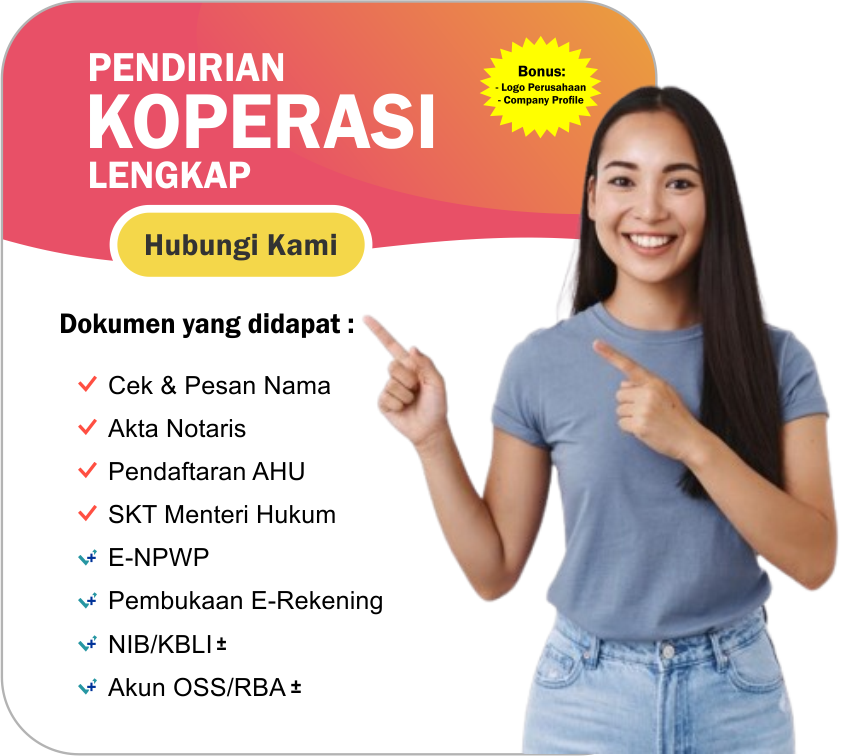 PENDIRIAN
KOPERASI
LENGKAP
Bonus:
- Logo Perusahaan
- Company Profile
Hubungi Kami
Dokumen yang didapat :
Cek & Pesan Nama
Akta Notaris
Pendaftaran AHU
SKT Menteri Hukum
E-NPWP
Pembukaan E-Rekening
NIB/KBLI ±
Akun OSS/RBA ±